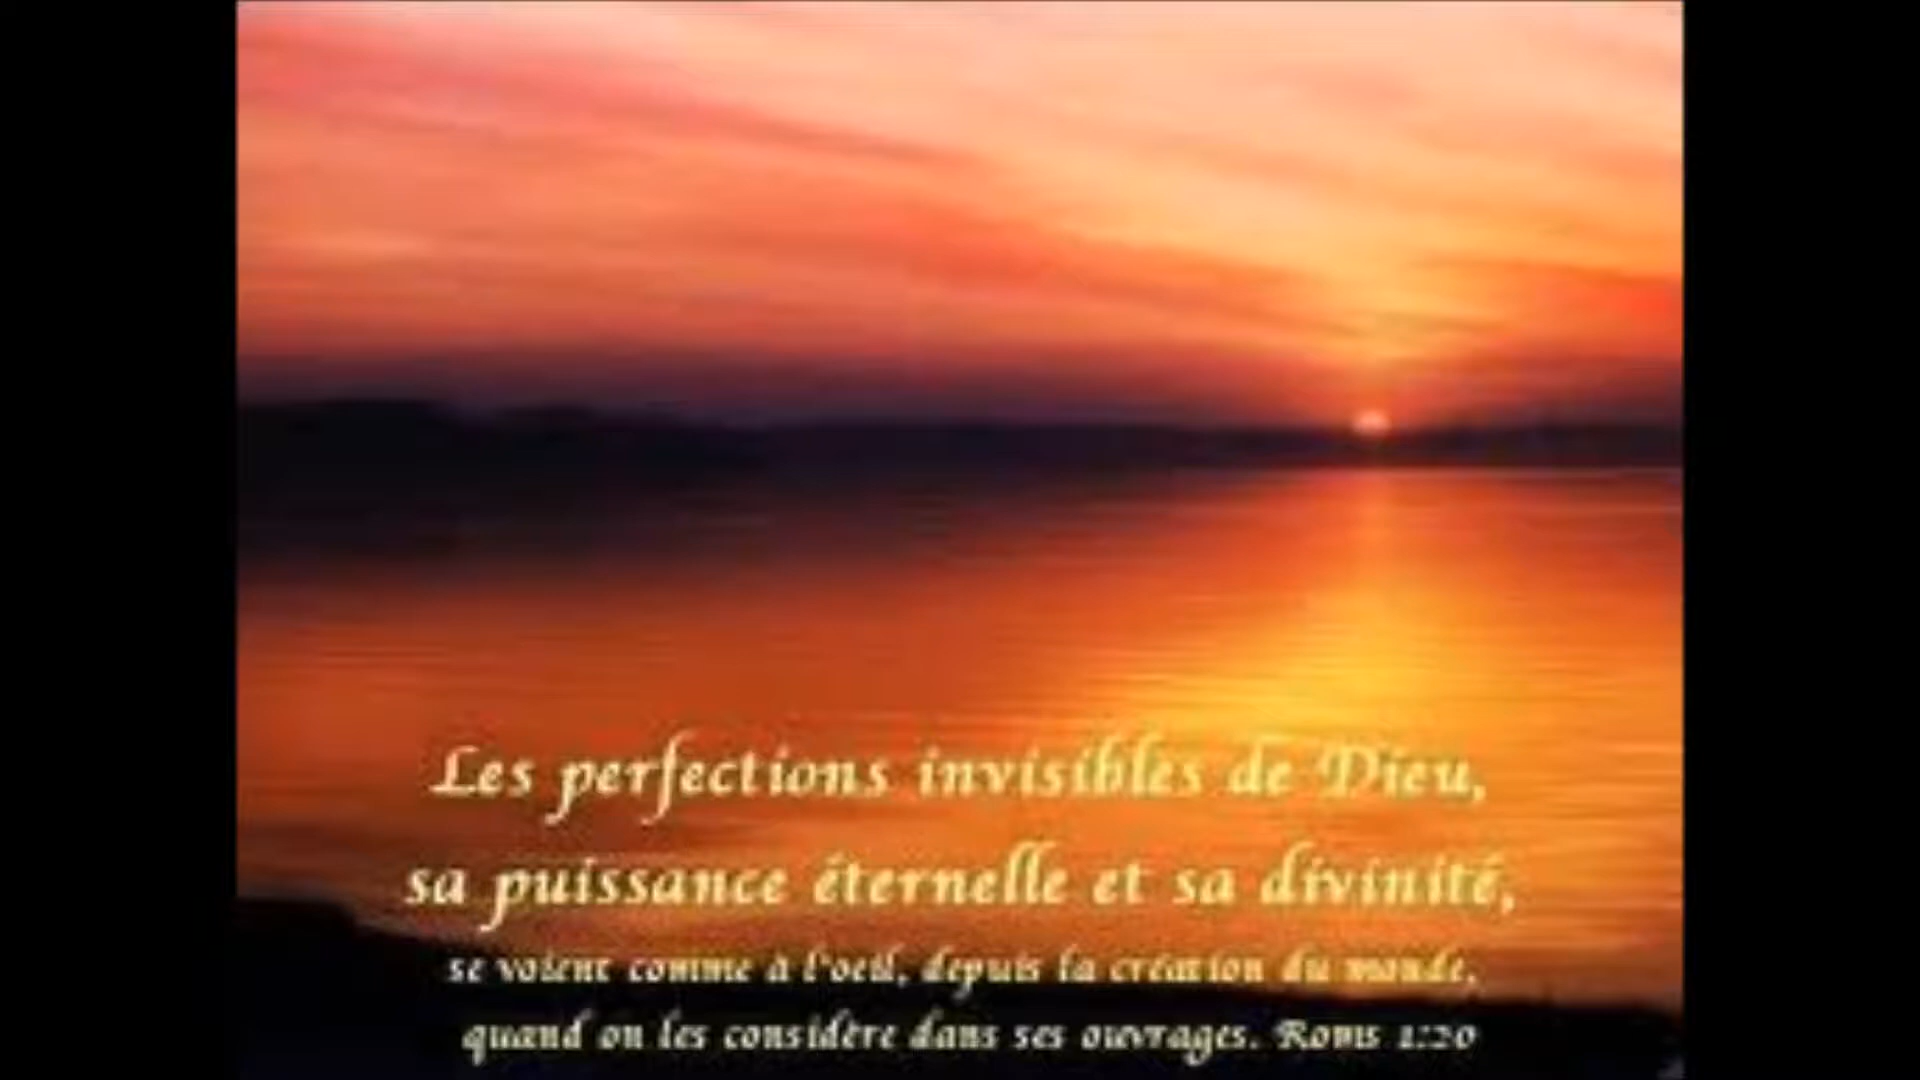 Les perfections invisibles de Dieu,
sa puissance éternelle et sa divinité,
se voient comme à l'oeil, depuis la création du monde,
quand on les considère dans ses ouvrages. Roms 1:20